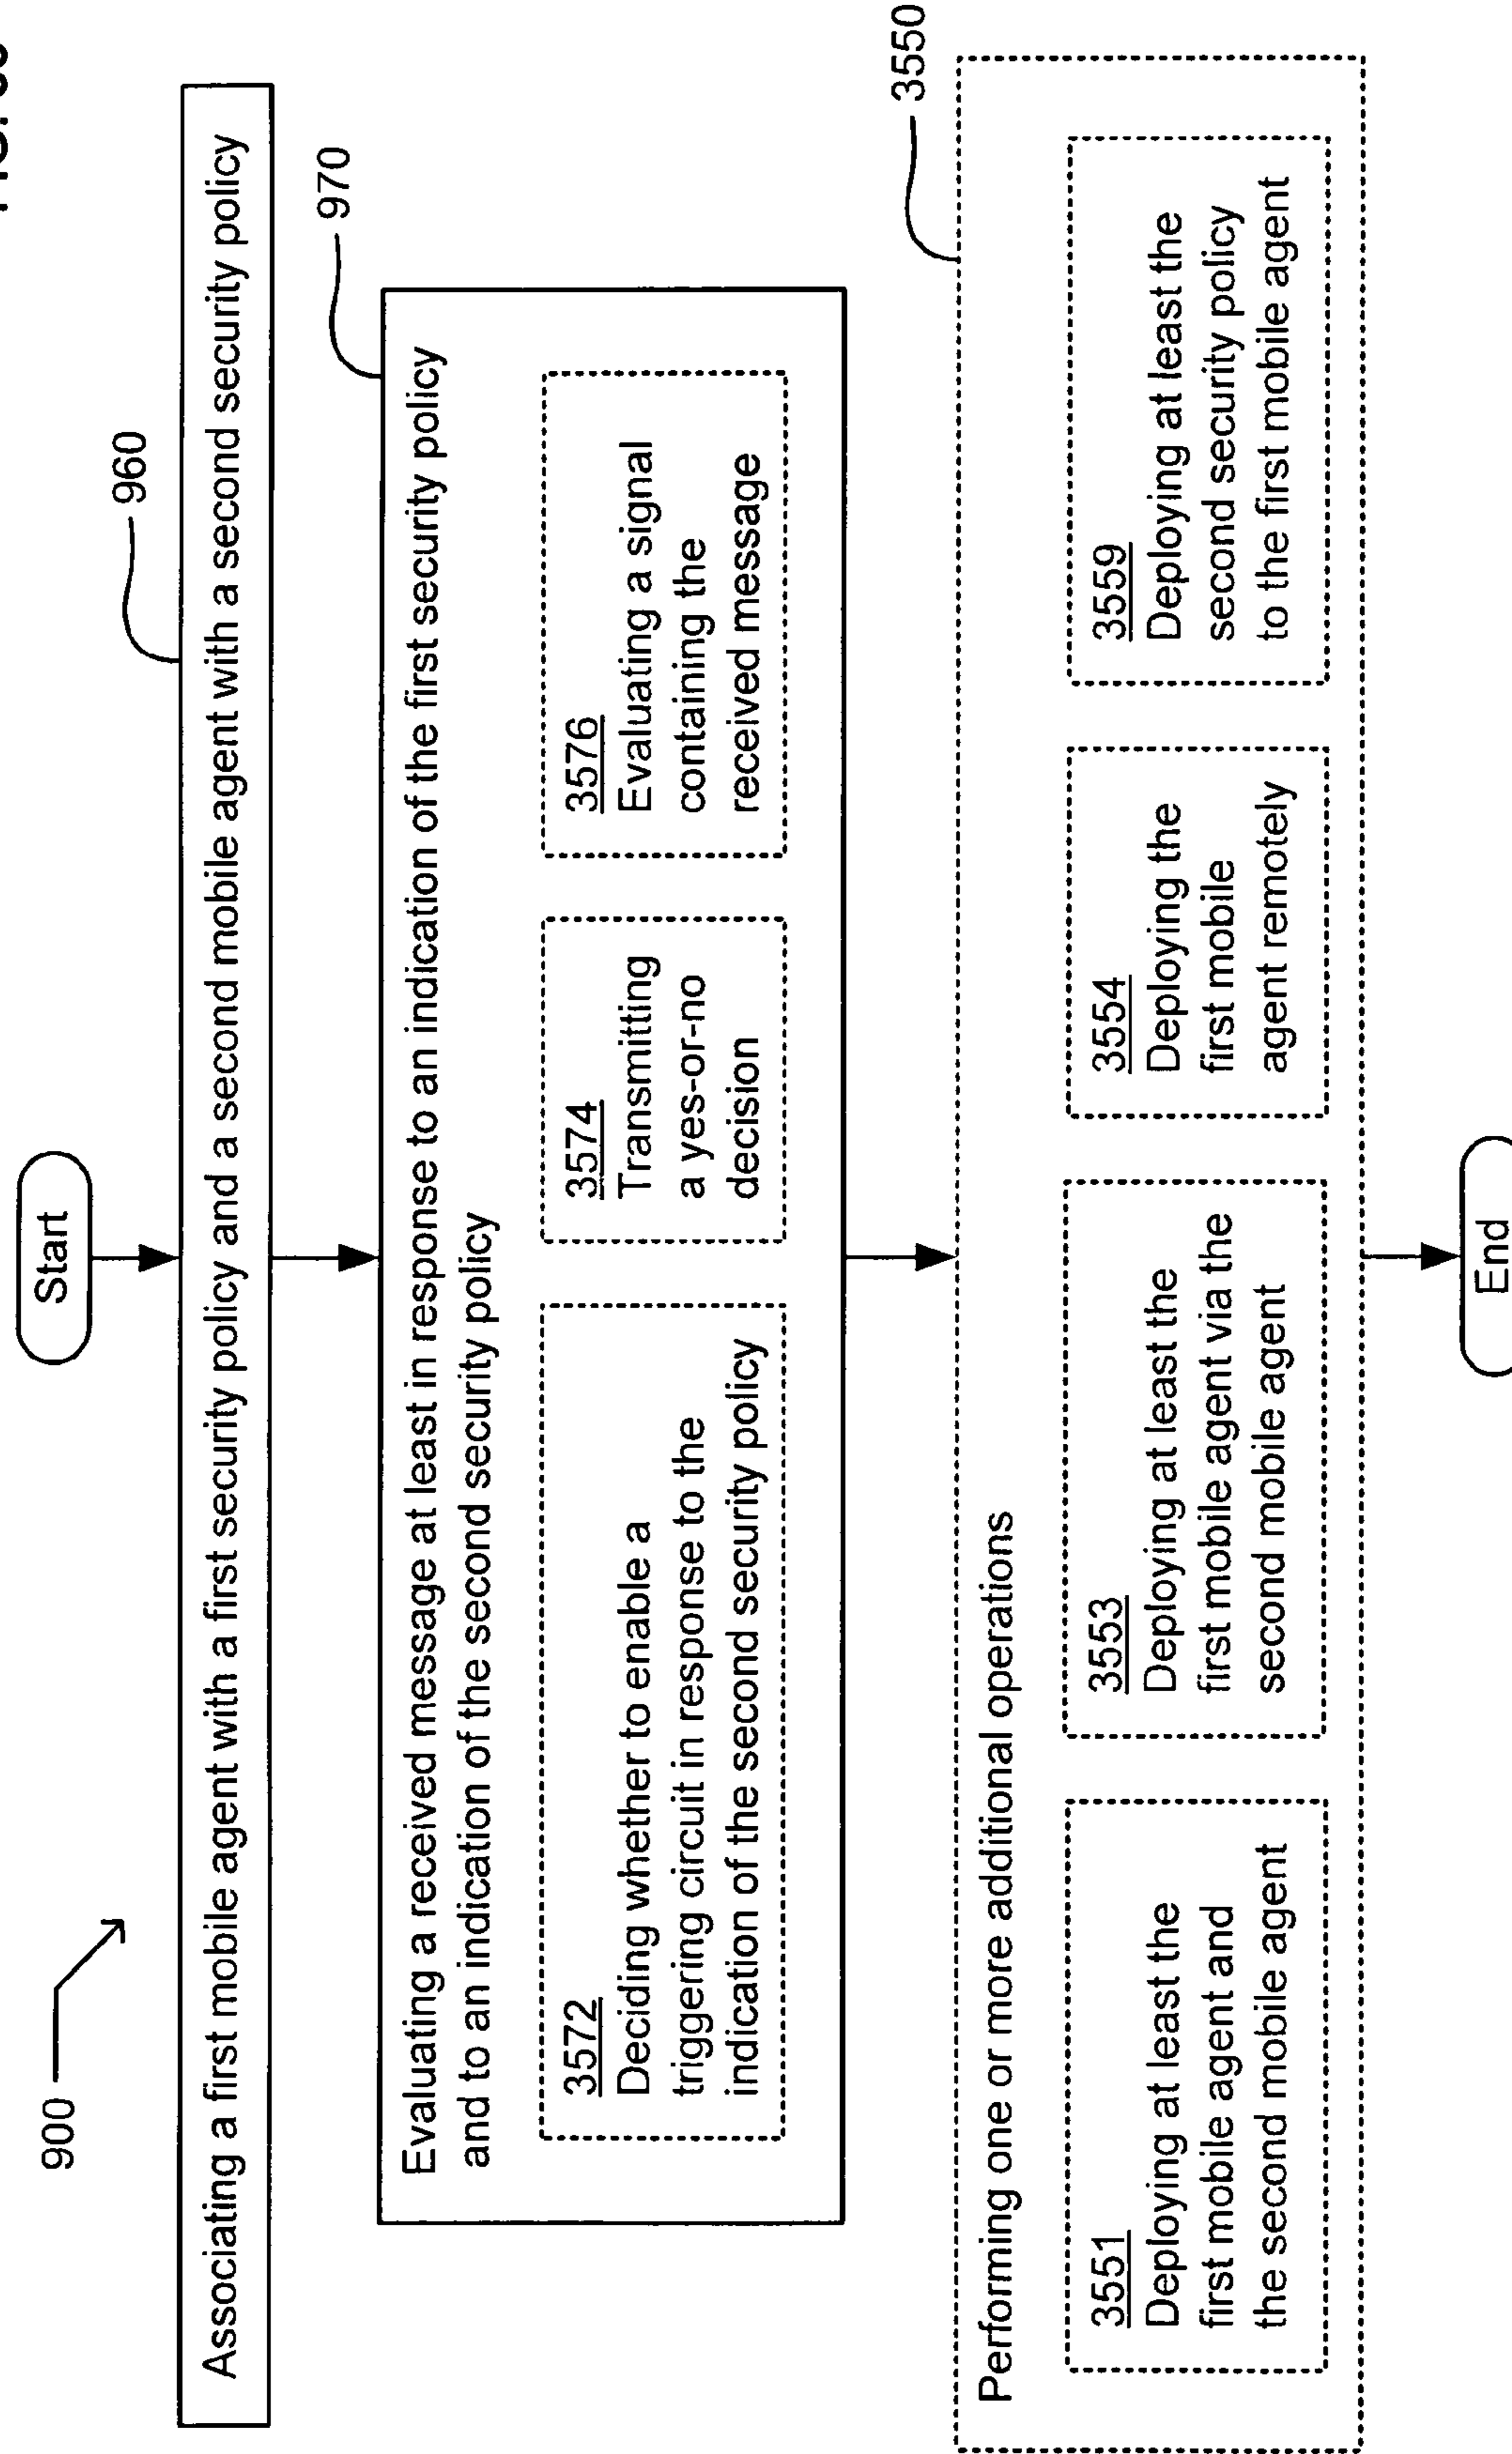 900
Start
960
Associating a first mobile agent with a first security policy and a second mobile agent with a second security policy
970
Evaluating a received message at least in response to an indication of the first security policy
and to an indication of the second security policy
3572
Deciding whether to enable a
triggering circuit in response to the
indication of the second security policy
3574
Transmitting
a yes-or-no
decision
3576
Evaluating a signal
containing the
received message
3550
Performing one or more additional operations
3551
Deploying at least the
first mobile agent and
the second mobile agent
3553
Deploying at least the
first mobile agent via the
second mobile agent
3554
Deploying the
first mobile
agent remotely
3559
Deploying at least the
second security policy
to the first mobile agent
End